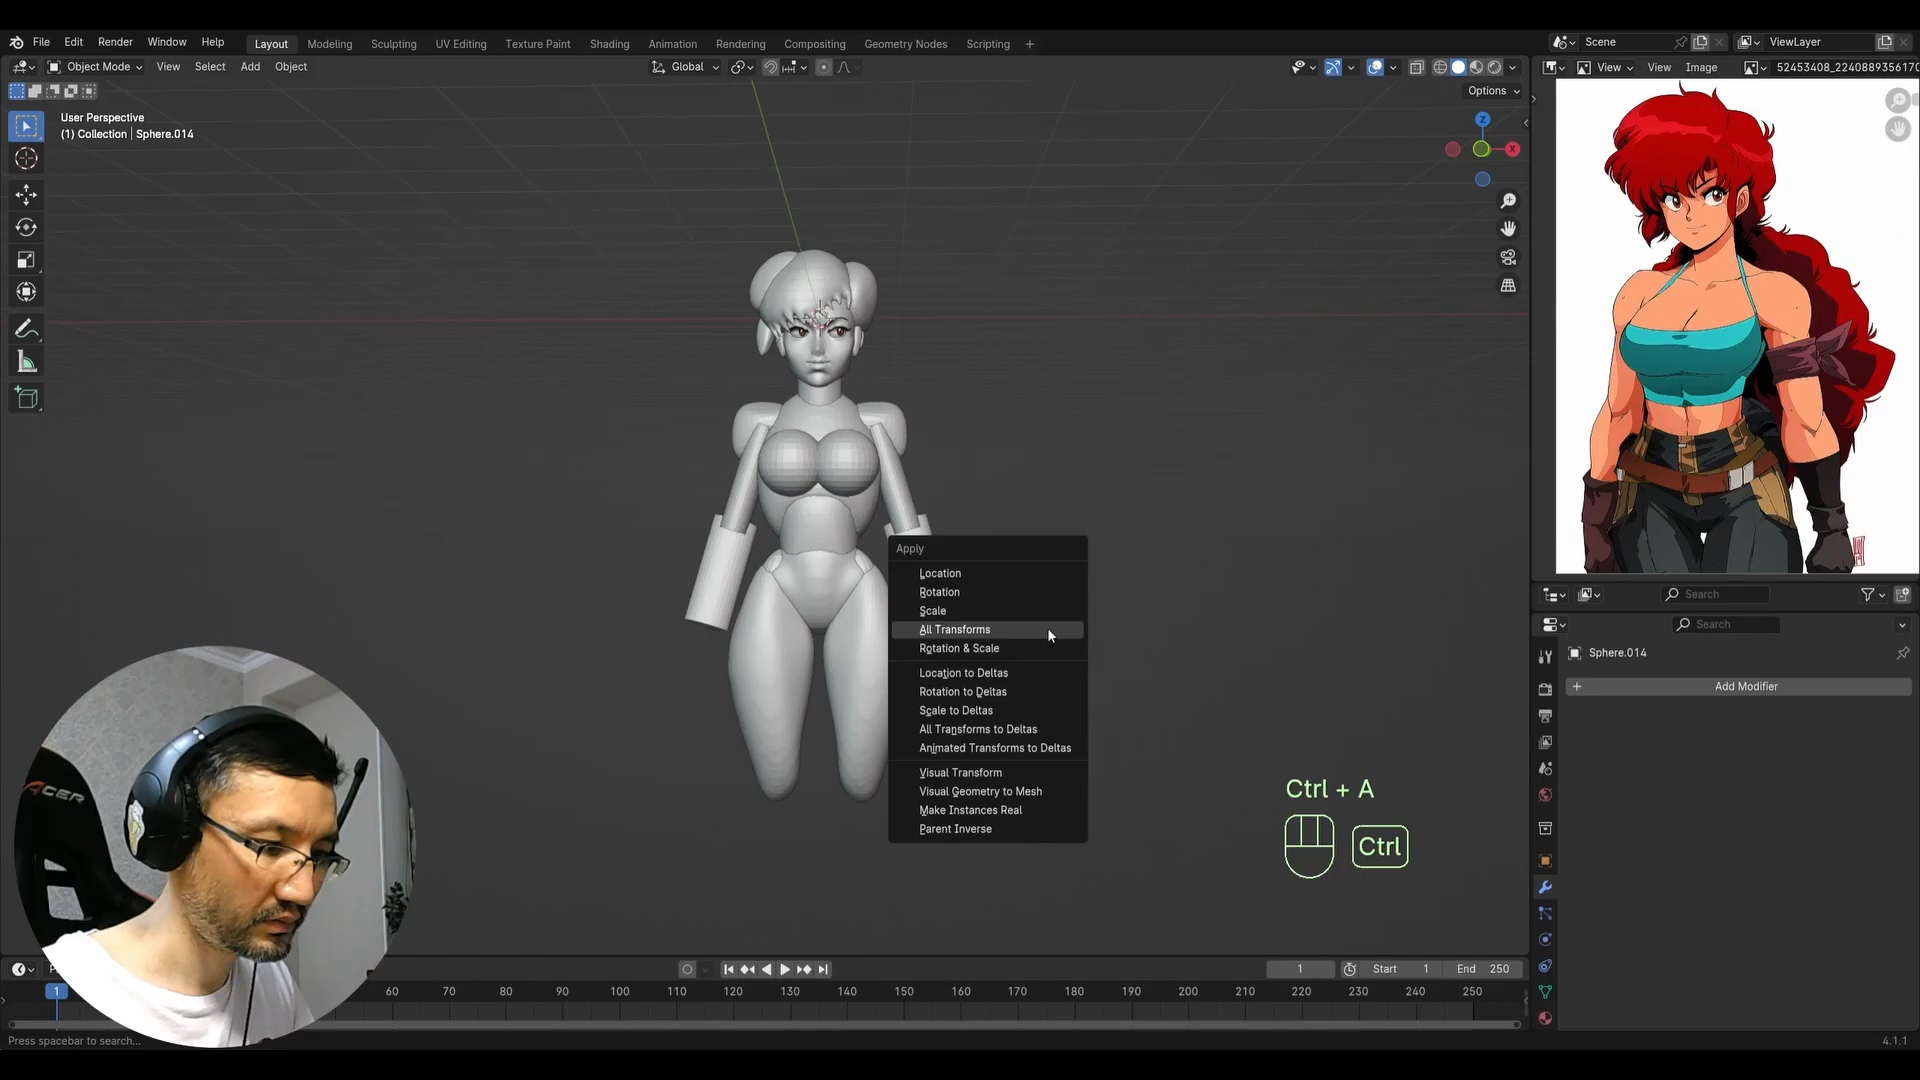 File Edit Render Window Help Layout Modeling Sculpting UV Editing Texture Paint Shading Animation Rendering Compositing Geometry Nodes Scripting + Scene ViewLayer
Object Mode View Select Add Object Global View View Image 52453408_2240889356170
Options
User Perspective
(1) Collection | Sphere.014
Z
X
Apply
Location
Rotation
Scale
All Transforms
Rotation & Scale
Location to Deltas
Rotation to Deltas
Scale to Deltas
All Transforms to Deltas
Animated Transforms to Deltas
Visual Transform
Visual Geometry to Mesh
Make Instances Real
Parent Inverse
Search
Search
Sphere.014
+ Add Modifier
Ctrl + A
Ctrl
ACER
1 Start 1 End 250
1 60 70 80 90 100 110 120 130 140 150 160 170 180 190 200 210 220 230 240 250
Press spacebar to search...
4.1.1